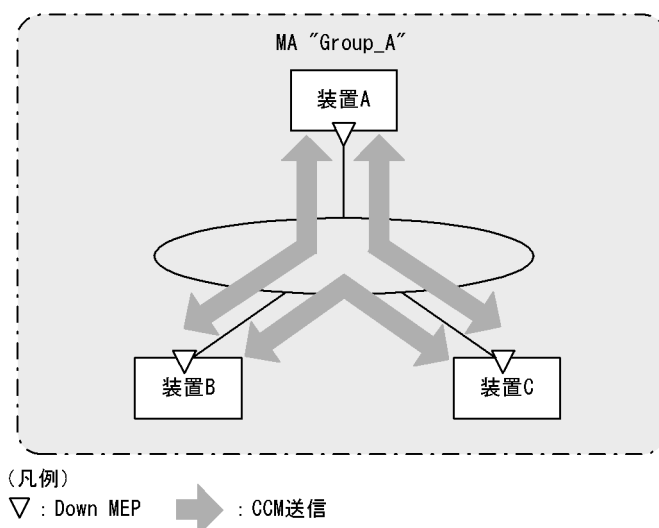 MA "Group_A"
装置A
装置B
装置C
(凡例)
▽ : Down MEP
: CCM送信